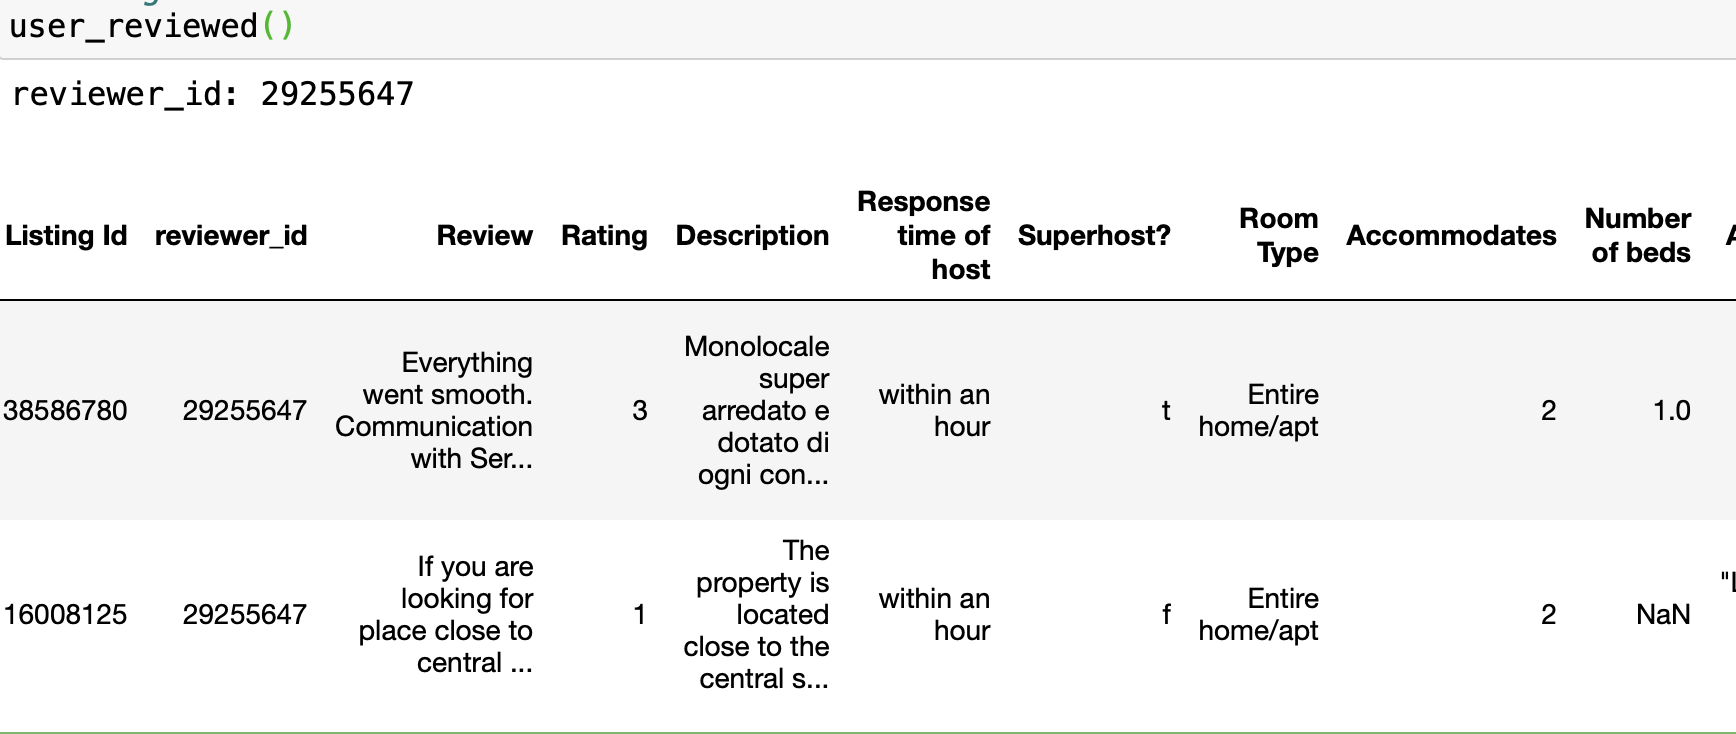 user_reviewed()
reviewer_id: 29255647
Listing Id reviewer_id Review Rating Description Response time of host Superhost? Room Type Accommodates Number of beds
38586780 29255647 Everything went smooth. Communication with Ser... 3 Monolocale super arredato e dotato di ogni con... within an hour t Entire home/apt 2 1.0
16008125 29255647 If you are looking for place close to central ... 1 The property is located close to the central s... within an hour f Entire home/apt 2 NaN